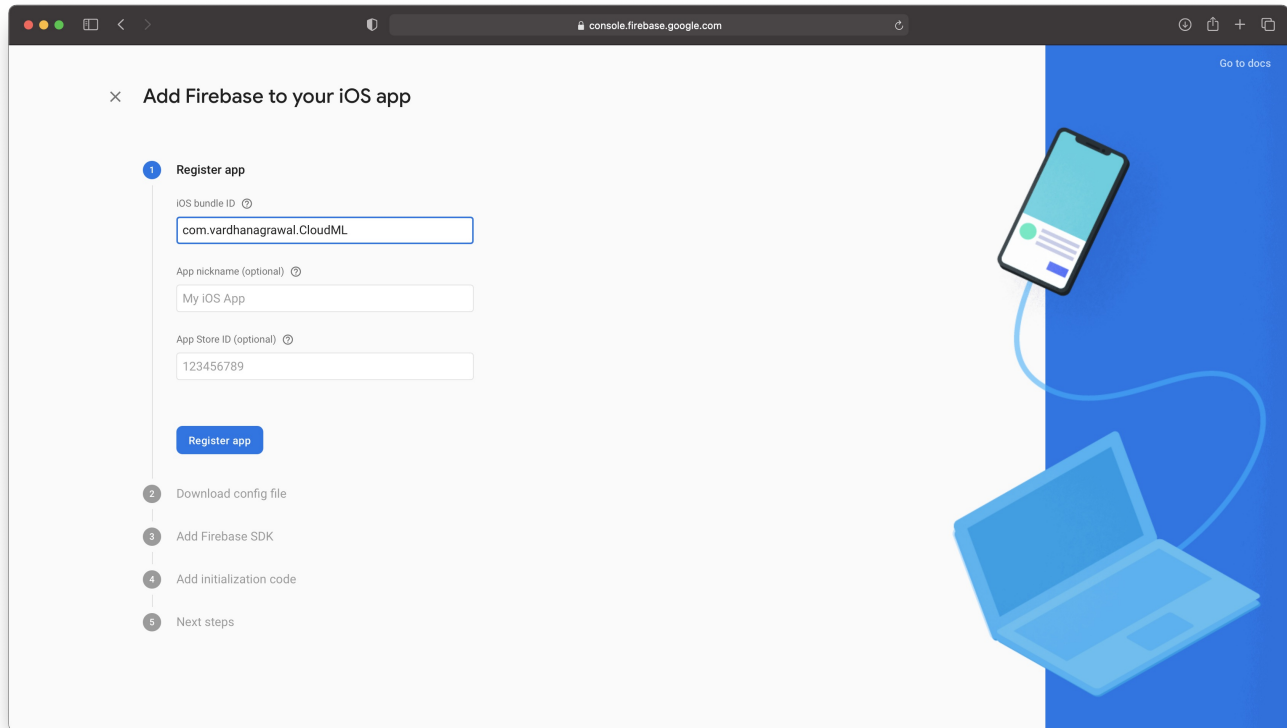 console.firebase.google.com
Go to docs
Add Firebase to your iOS app
1 Register app
iOS bundle ID
com.vardhanagrawal.CloudML
App nickname (optional)
My iOS App
App Store ID (optional)
123456789
Register app
2 Download config file
3 Add Firebase SDK
4 Add initialization code
5 Next steps